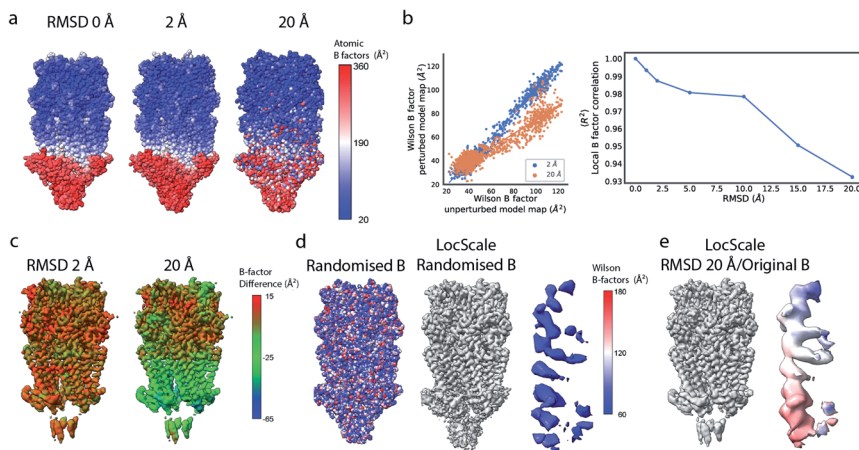 a
RMSD 0 Å
2 Å
20 Å
Atomic
B factors (Å²)
360
190
20
b
Wilson B factor
perturbed model map (Å²)
120
100
80
60
40
20
20
40
60
80
100
120
Wilson B factor
unperturbed model map (Å²)
2 Å
20 Å
Local B factor correlation
(R²)
1.00
0.99
0.98
0.97
0.96
0.95
0.94
0.93
0.0
2.5
5.0
7.5
10.0
12.5
15.0
17.5
20.0
RMSD (Å)
c
RMSD 2 Å
20 Å
B-factor
Difference (Å²)
15
-25
-65
d
Randomised B
LocScale
Randomised B
Wilson
B-factors (Å²)
180
120
60
e
LocScale
RMSD 20 Å/Original B